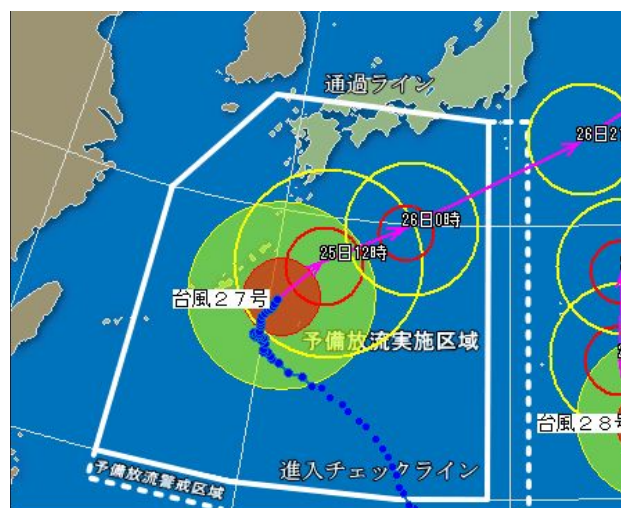 通過ライン
26日21
26日0時
25日12時
台風27号
予備放流実施区域
台風28号
進入チェックライン
予備放流警戒区域